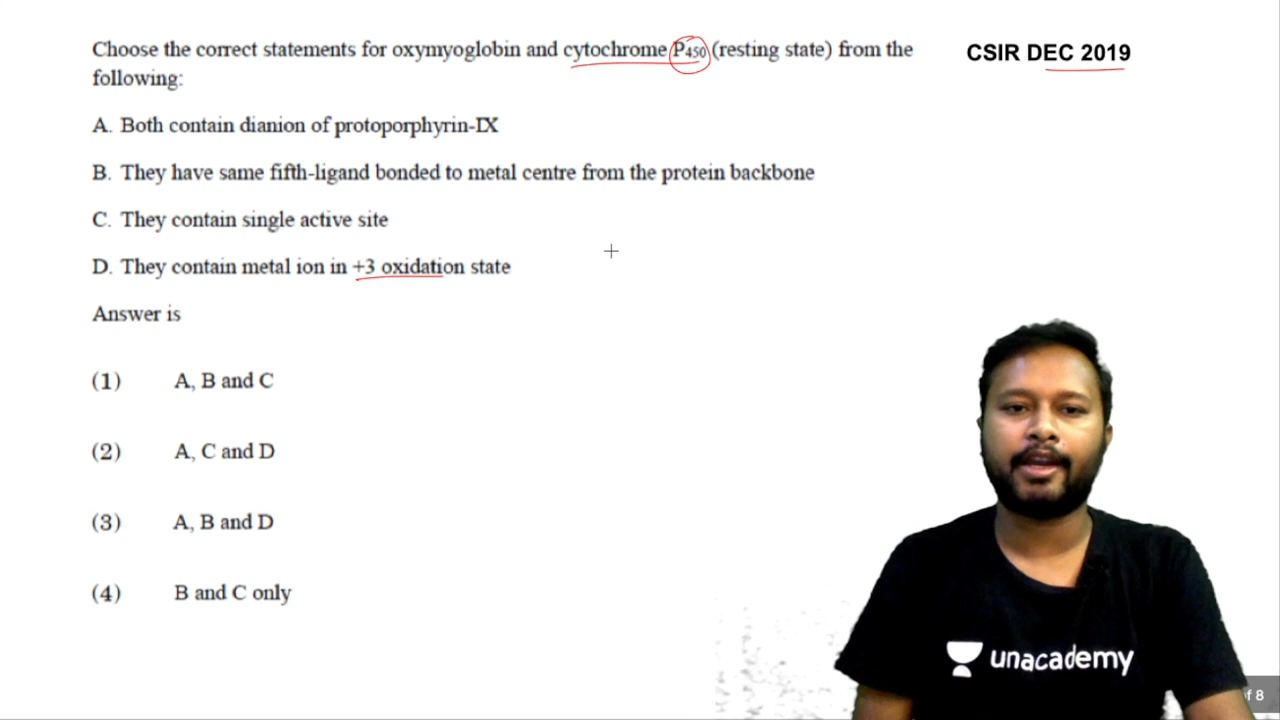 Choose the correct statements for oxymyoglobin and cytochrome P450 (resting state) from the
following:
CSIR DEC 2019
A. Both contain dianion of protoporphyrin-IX
B. They have same fifth-ligand bonded to metal centre from the protein backbone
C. They contain single active site
D. They contain metal ion in +3 oxidation state
Answer is
(1) A, B and C
(2) A, C and D
(3) A, B and D
(4) B and C only
unacademy
of 8